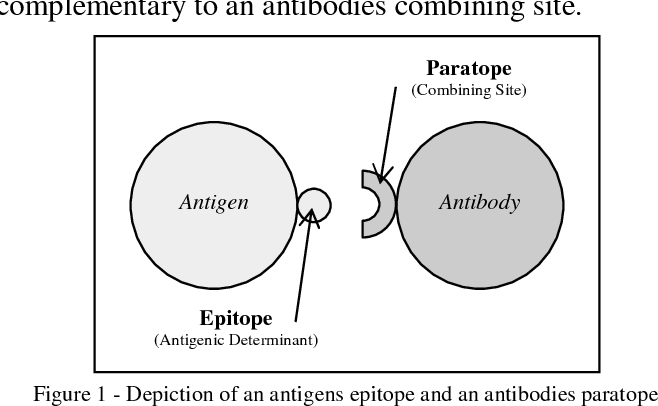 complementary to an antibodies combining site.
Paratope
(Combining Site)
Antigen
Antibody
Epitope
(Antigenic Determinant)
Figure 1 - Depiction of an antigens epitope and an antibodies paratope